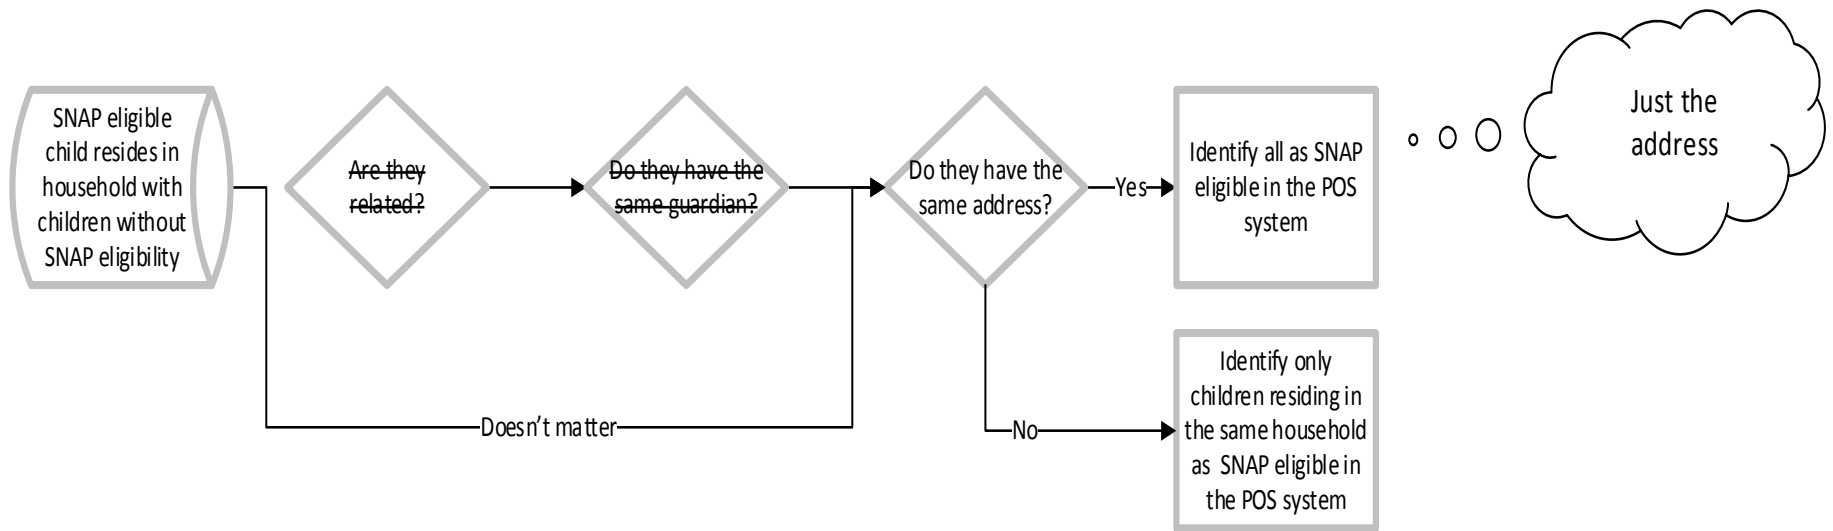 SNAP eligible
child resides in
household with
children without
SNAP eligibility
Are they
related?
Do they have the
same guardian?
Do they have the
same address?
Yes
Identify all as SNAP
eligible in the POS
system
Just the
address
Doesn't matter
No
Identify only
children residing in
the same household
as SNAP eligible in
the POS system